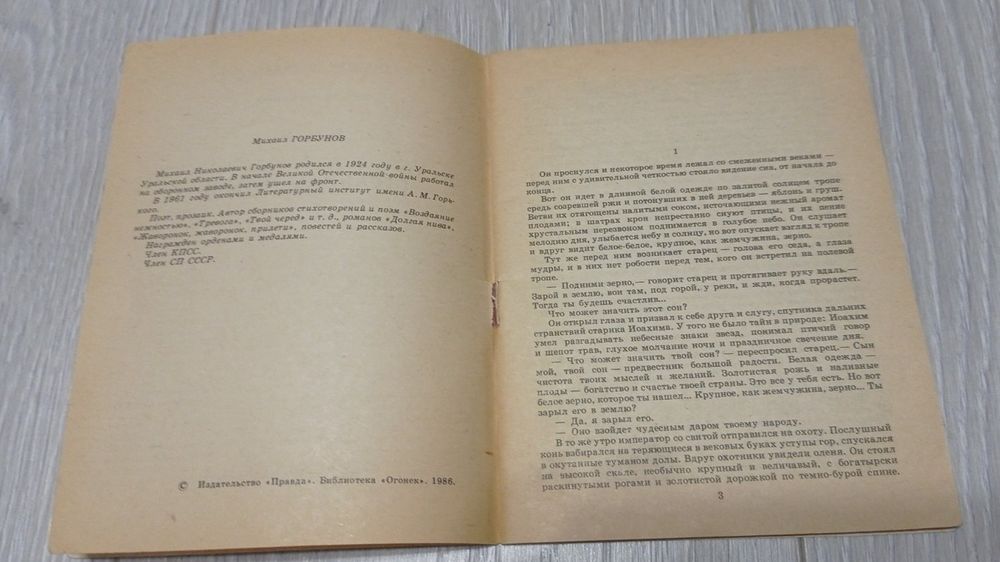 Михаил ГОРБУНОВ
Михаил Николаевич Горбунов родился в 1924 году в г. Уральске
Уральской области. В начале Великой Отечественной войны работал
на оборонном заводе, затем ушел на фронт.
В 1961 году окончил Литературный институт имени А. М. Горь-
кого.
Поэт, прозаик. Автор сборников стихотворений и поэм «Воздаяние
нежностью», «Тревога», «Твой черед» и т. д., романов «Долгая нива»,
«Жаворонок, жаворонок, прилети», повестей и рассказов.
Награжден орденами и медалями.
Член КПСС.
Член СП СССР.
© Издательство «Правда». Библиотека «Огонек». 1986.
1
Он проснулся и некоторое время лежал со смеженными веками —
перед ним с удивительной четкостью стояло видение сна, от начала до
конца.
Вот он идет в длинной белой одежде по залитой солнцем тропе
средь созревшей ржи и потонувших в ней деревьев — яблонь и груш.
Ветви их отягощены налитыми соком, источающими нежный аромат
плодами; в шатрах крон непрестанно снуют птицы, и их пение
хрустальным перезвоном поднимается в голубое небо. Он слушает
мелодию дня, улыбается небу и солнцу, но вот опускает взгляд к тропе
и вдруг видит белое-белое, крупное, как жемчужина, зерно.
Тут же перед ним возникает старец — голова его седа, а глаза
мудры, и в них нет робости перед тем, кого он встретил на полевой
тропе.
— Подними зерно,— говорит старец и протягивает руку вдаль.—
Зарой в землю, вон там, под горой, у реки, и жди, когда прорастет.
Тогда ты будешь счастлив...
Что может значить этот сон?
Он открыл глаза и призвал к себе друга и слугу, спутника дальних
странствий старика Иоахима. У того не было тайн в природе: Иоахим
умел разгадывать небесные знаки звезд, понимал птичий говор
и шепот трав, глухое молчание ночи и праздничное свечение дня.
— Что может значить твой сон? — переспросил старец.— Сын
мой, твой сон — предвестник большой радости. Белая одежда —
чистота твоих мыслей и желаний. Золотистая рожь и наливные
плоды — богатство и счастье твоей страны. Это все у тебя есть. Но вот
белое зерно, которое ты нашел... Крупное, как жемчужина, зерно... Ты
зарыл его в землю?
— Да, я зарыл его.
— Оно взойдет чудесным даром твоему народу.
В то же утро император со свитой отправился на охоту. Послушный
конь взбирался на теряющиеся в вековых буках уступы гор, спускался
в окутанные туманом долы. Вдруг охотники увидели оленя. Он стоял
на высокой скале, необычно крупный и величавый, с богатырски
раскинутыми рогами и золотистой дорожкой по темно-бурой спине.
3